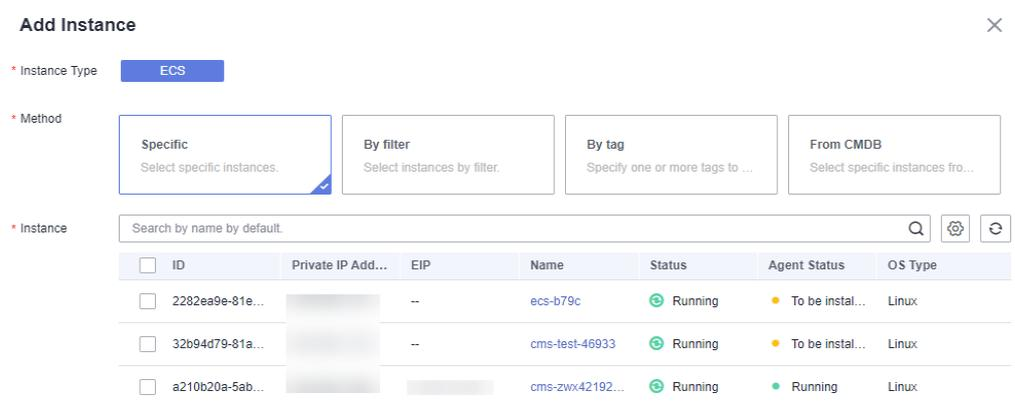 Add Instance
* Instance Type ECS
* Method
Specific By filter By tag From CMDB
Select specific instances. Select instances by filter. Specify one or more tags to ... Select specific instances fro...
* Instance Search by name by default.
ID Private IP Add... EIP Name Status Agent Status OS Type
2282ea9e-81e... -- ecs-b79c Running To be instal... Linux
32b94d79-81a... -- cms-test-46933 Running To be instal... Linux
a210b20a-5ab... cms-zwx42192... Running Running Linux